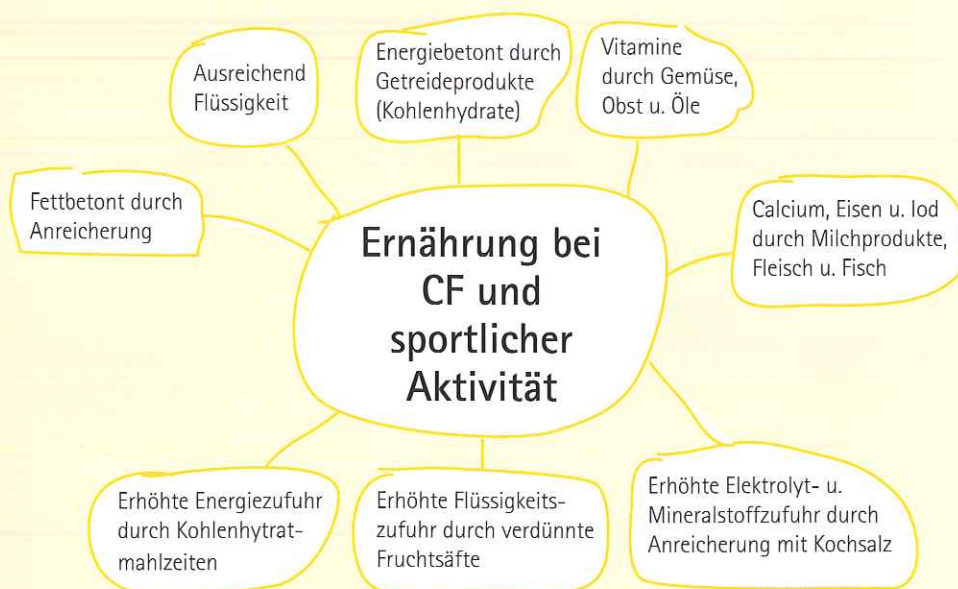 Ausreichend
Flüssigkeit
Energiebetont durch
Getreideprodukte
(Kohlenhydrate)
Vitamine
durch Gemüse,
Obst u. Öle
Fettbetont durch
Anreicherung
Calcium, Eisen u. Iod
durch Milchprodukte,
Fleisch u. Fisch
Ernährung bei
CF und
sportlicher
Aktivität
Erhöhte Energiezufuhr
durch Kohlenhytrat-
mahlzeiten
Erhöhte Flüssigkeits-
zufuhr durch verdünnte
Fruchtsäfte
Erhöhte Elektrolyt- u.
Mineralstoffzufuhr durch
Anreicherung mit Kochsalz